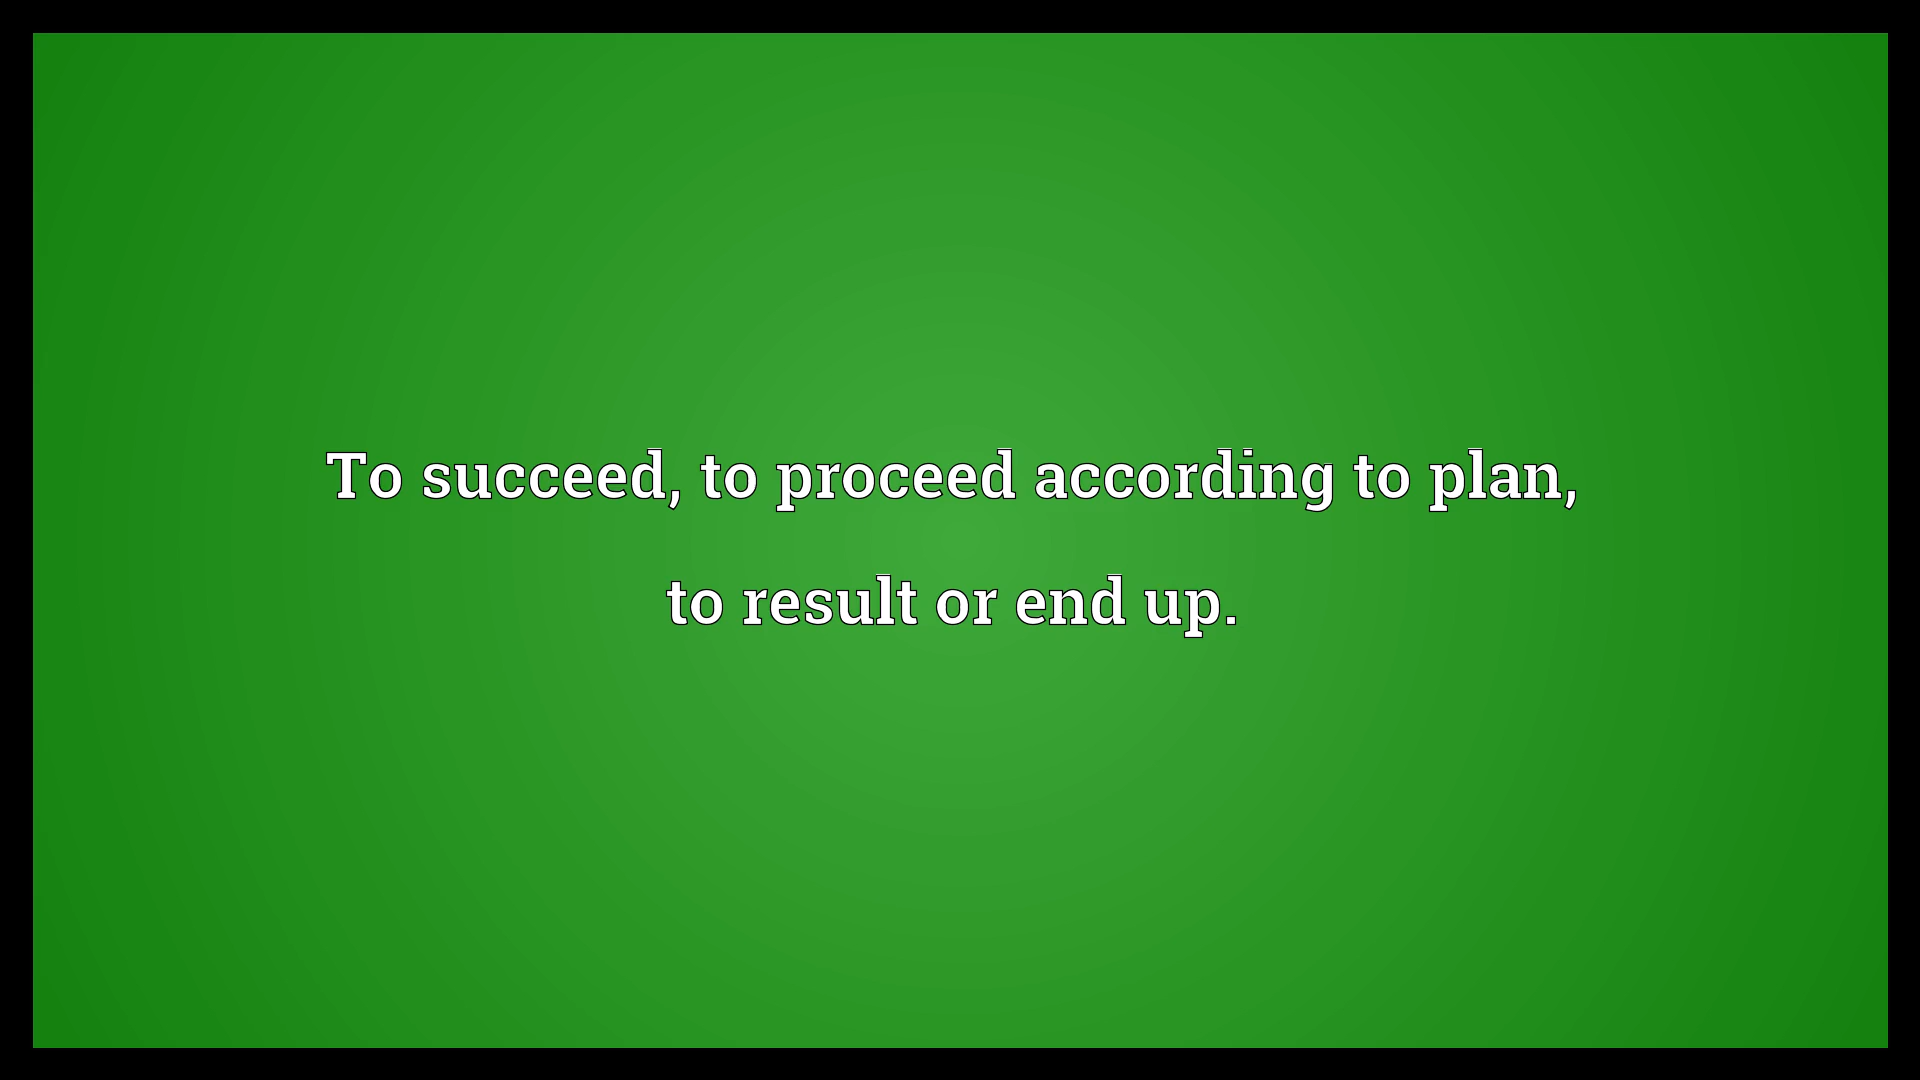 To succeed, to proceed according to plan,
to result or end up.